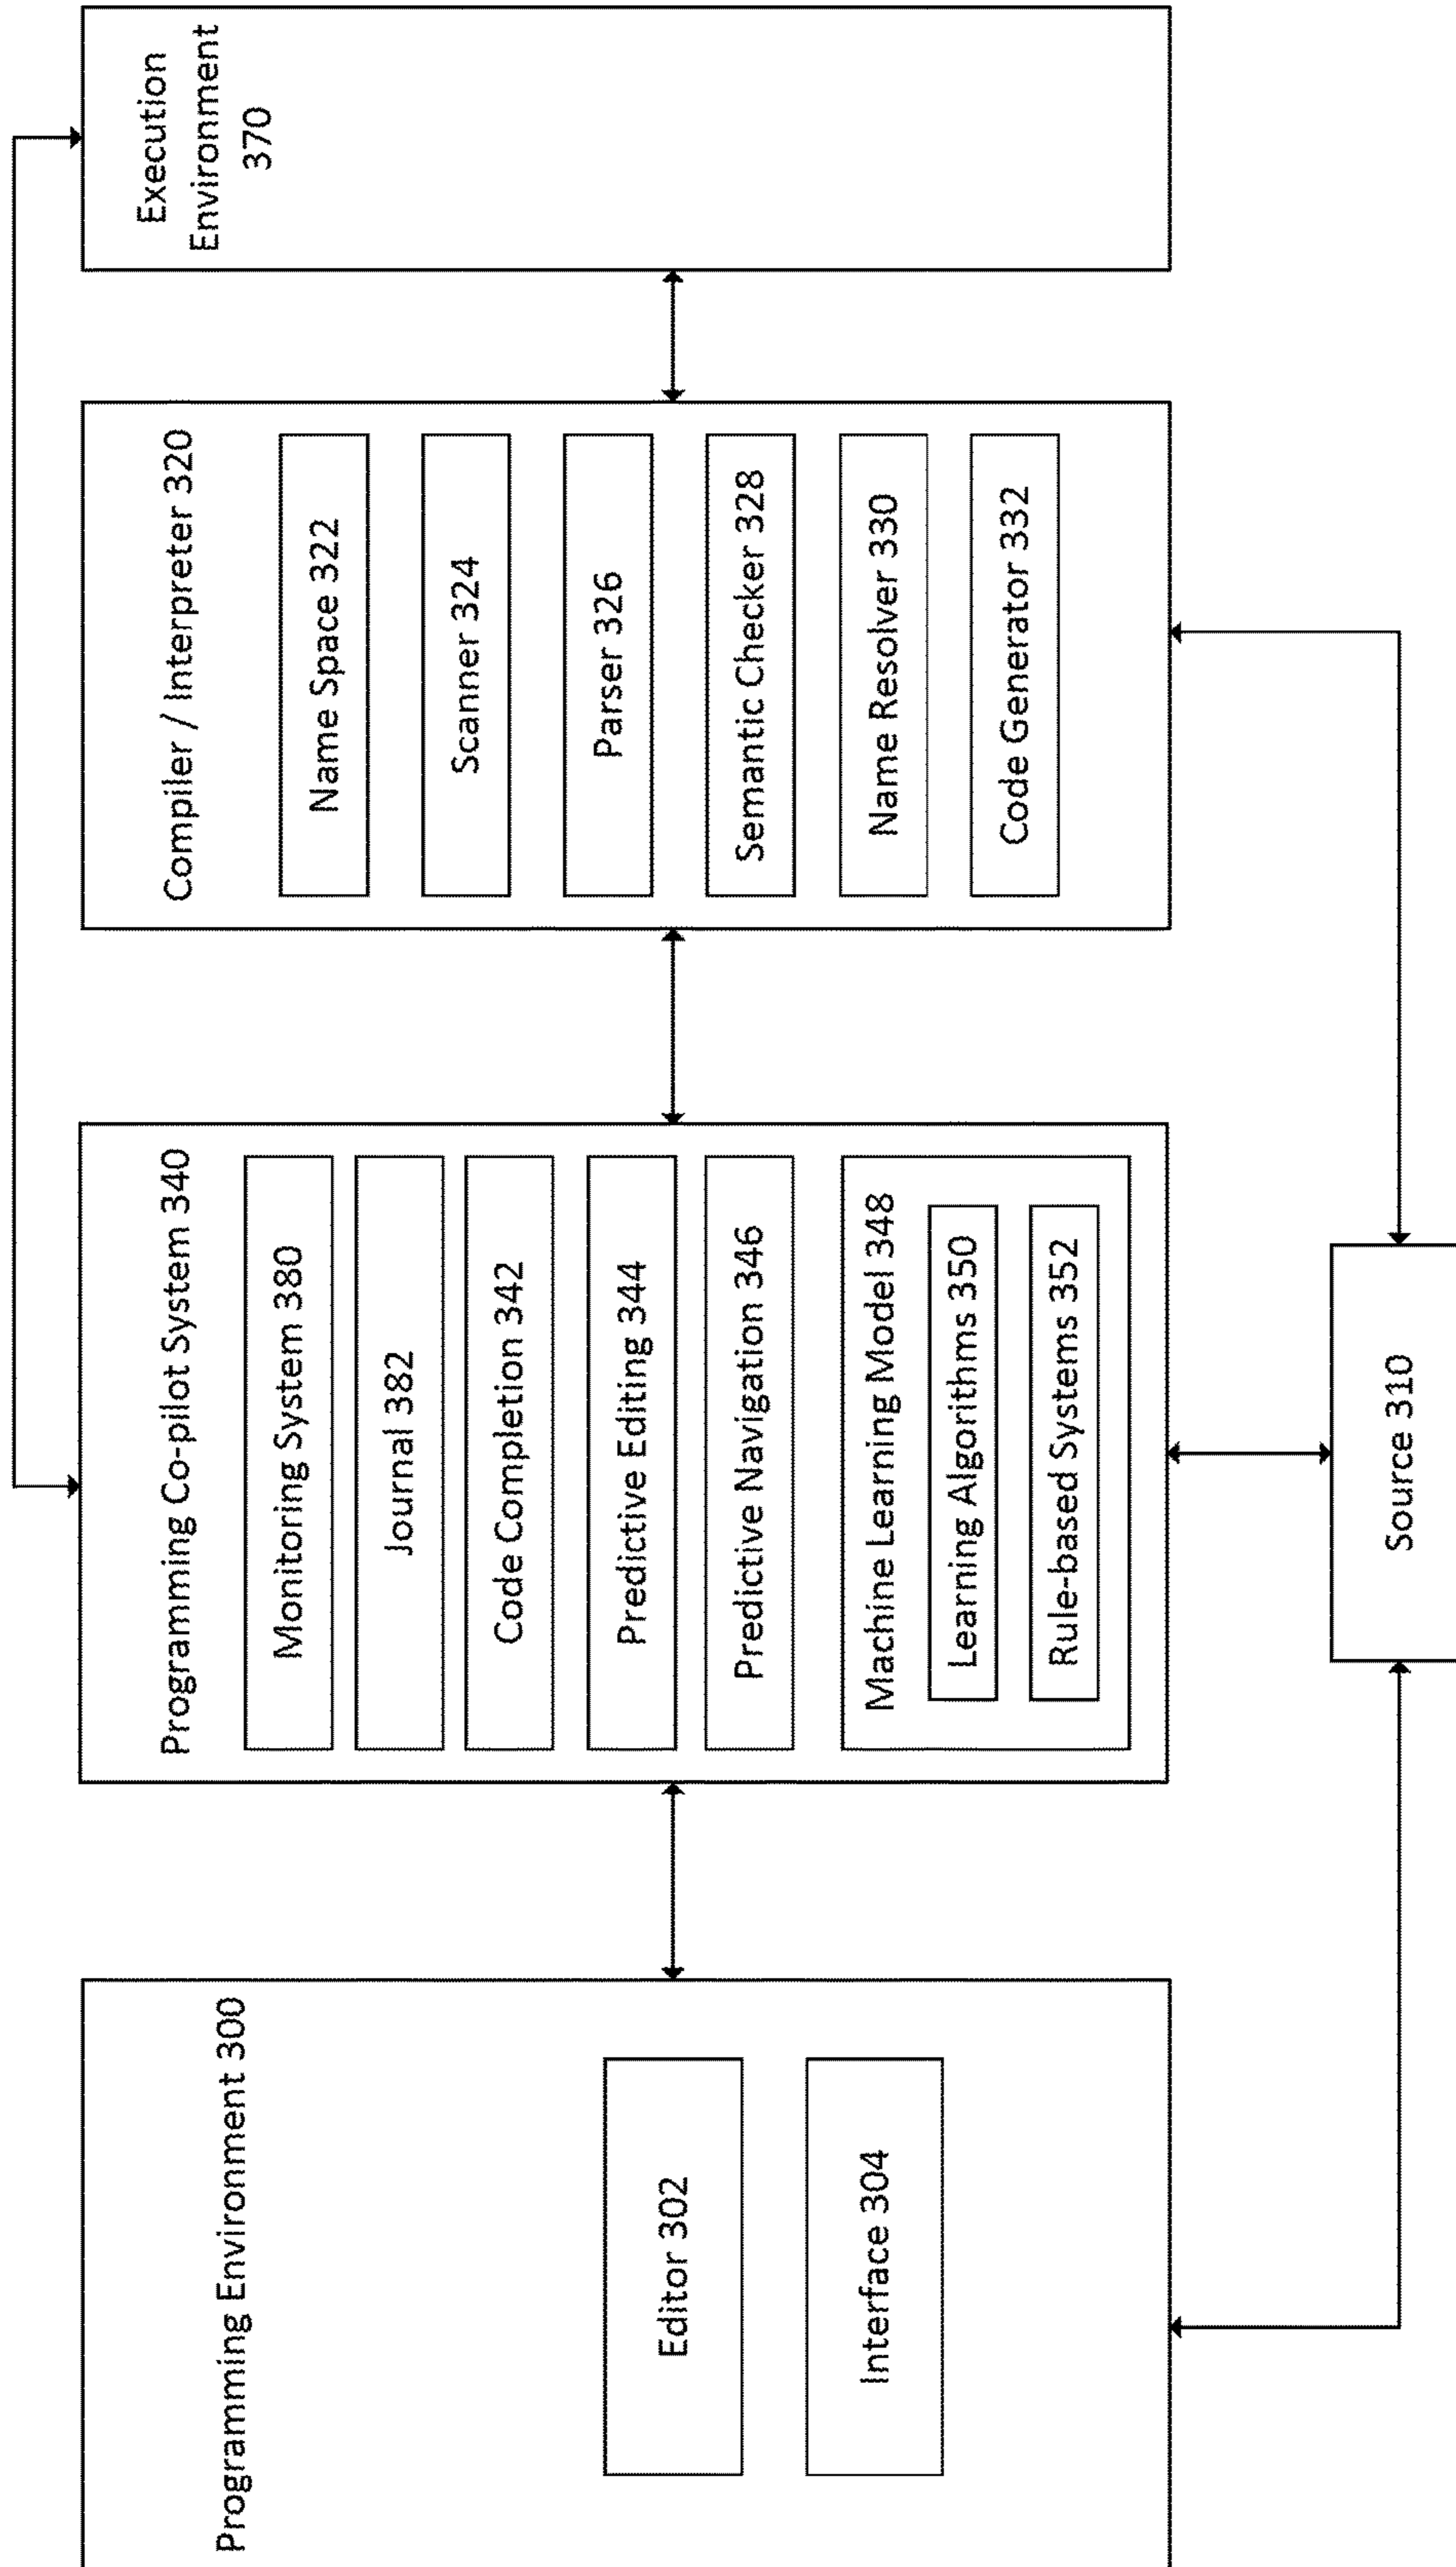 Programming Environment 300
Editor 302
Interface 304
Programming Co-pilot System 340
Monitoring System 380
Journal 382
Code Completion 342
Predictive Editing 344
Predictive Navigation 346
Machine Learning Model 348
Learning Algorithms 350
Rule-based Systems 352
Compiler / Interpreter 320
Name Space 322
Scanner 324
Parser 326
Semantic Checker 328
Name Resolver 330
Code Generator 332
Execution
Environment
370
Source 310